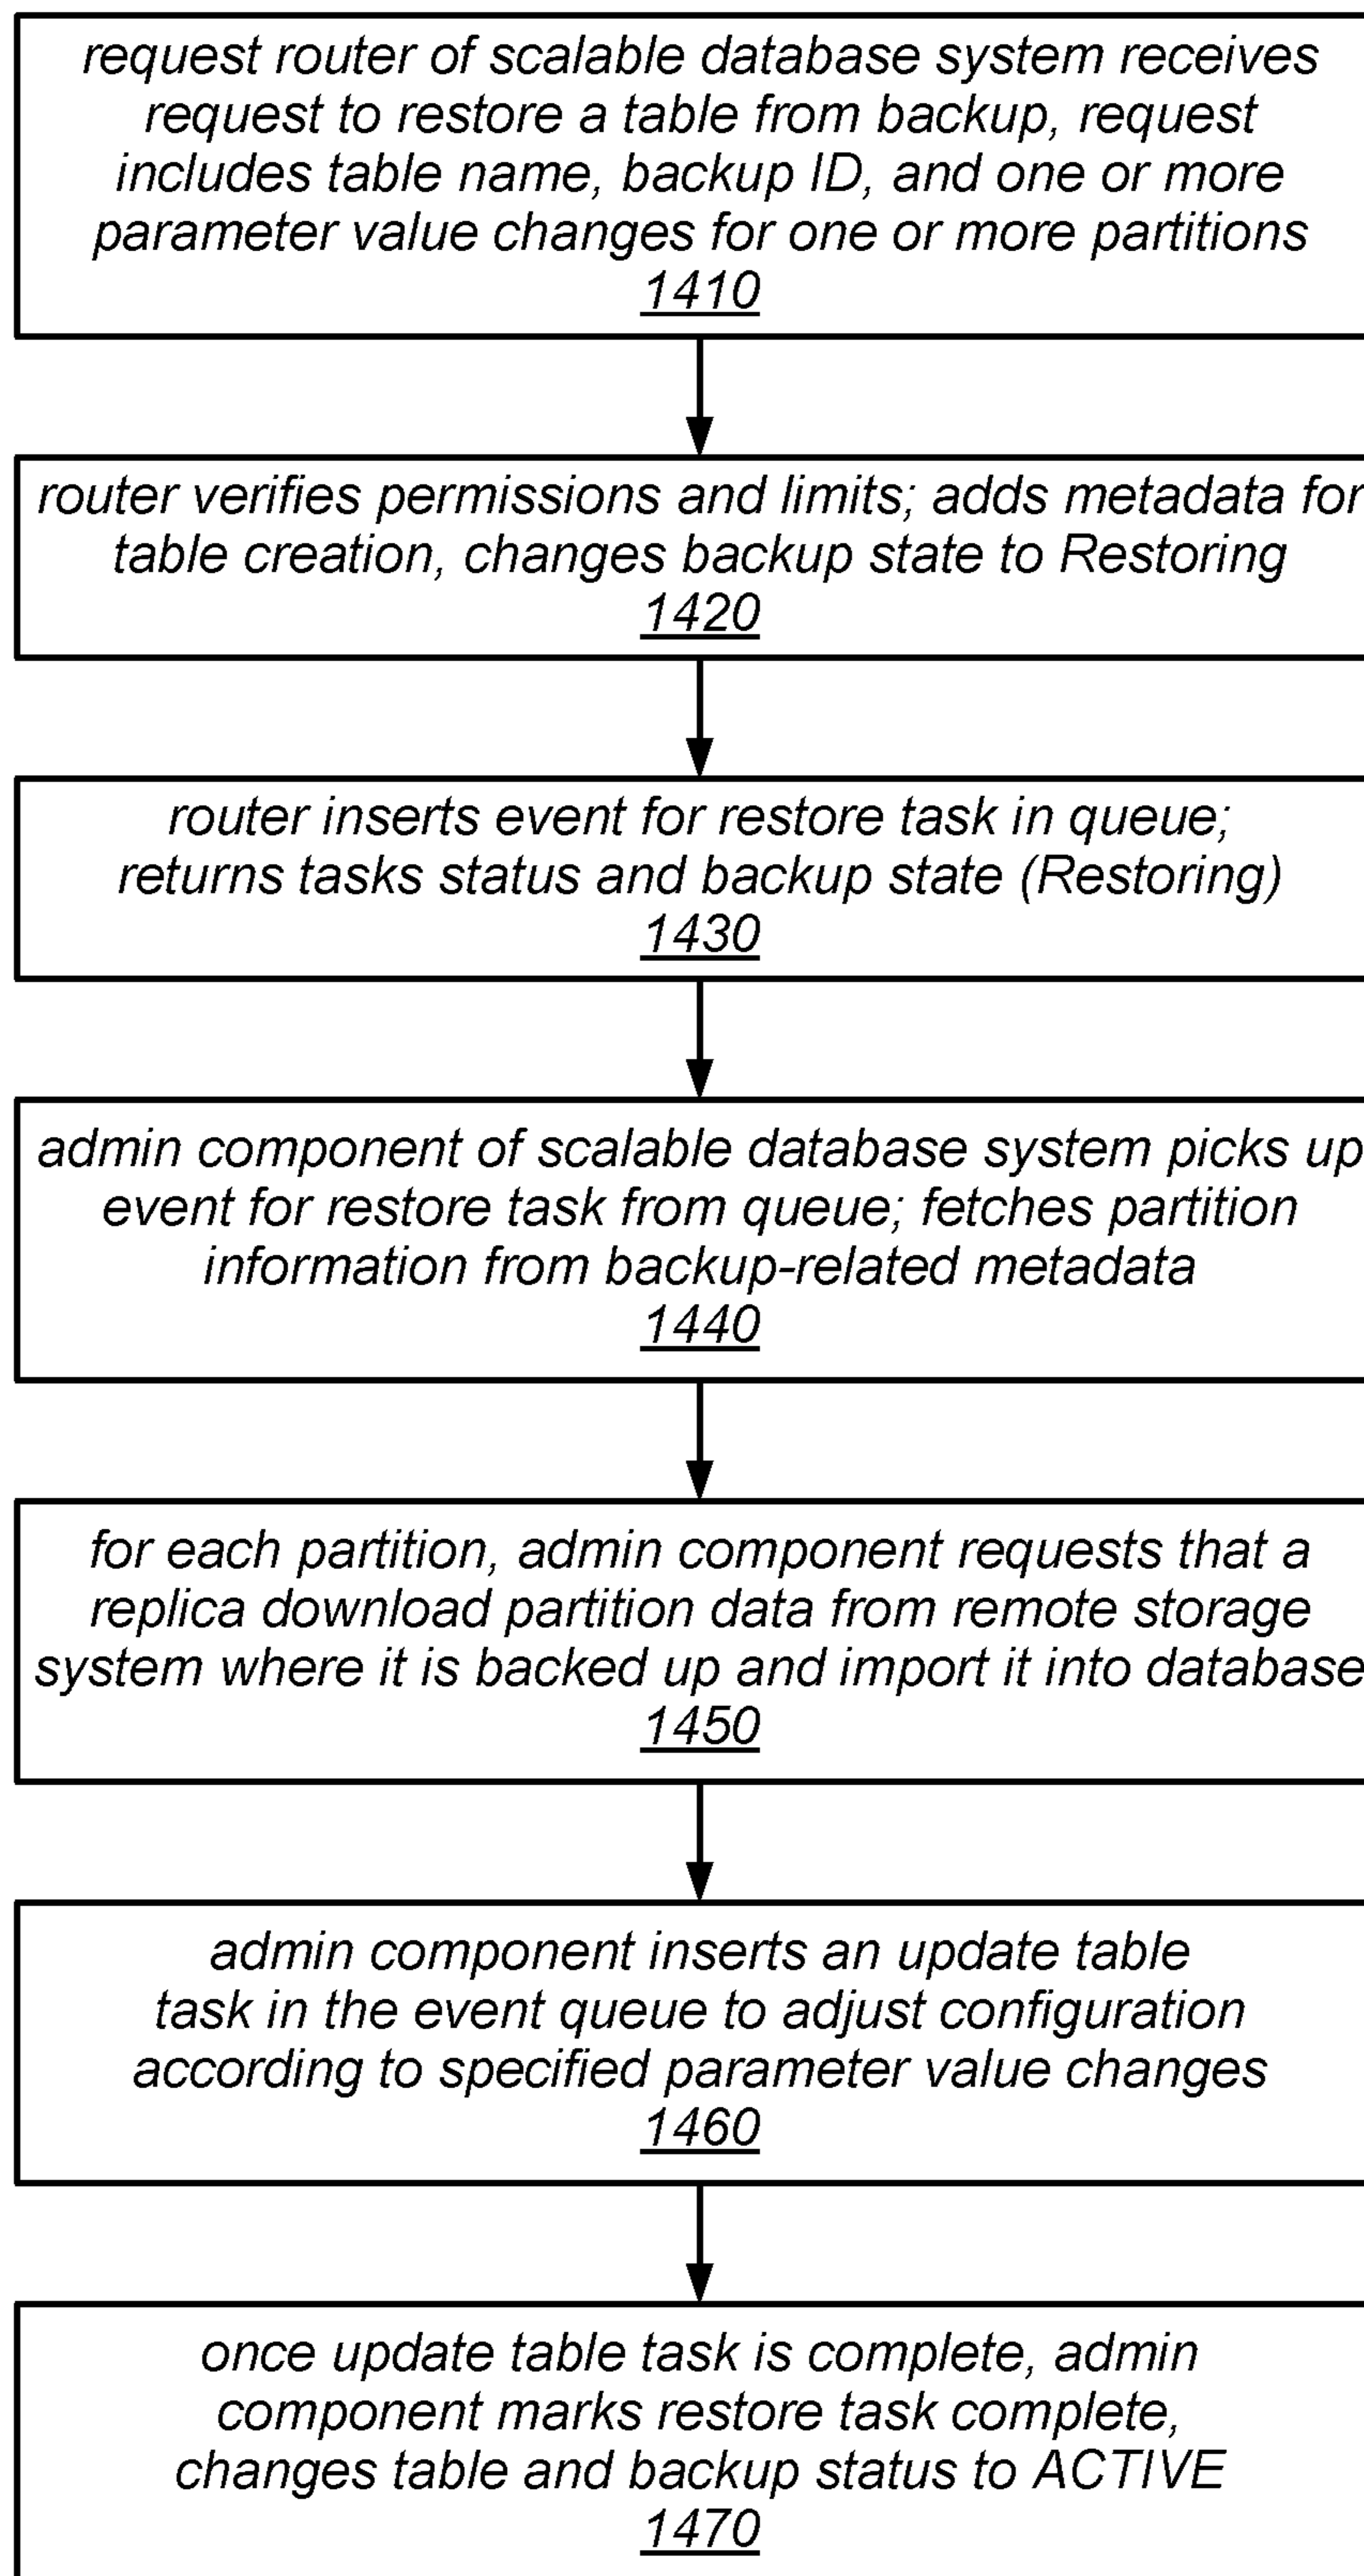 request router of scalable database system receives
request to restore a table from backup, request
includes table name, backup ID, and one or more
parameter value changes for one or more partitions
1410
router verifies permissions and limits; adds metadata for
table creation, changes backup state to Restoring
1420
router inserts event for restore task in queue;
returns tasks status and backup state (Restoring)
1430
admin component of scalable database system picks up
event for restore task from queue; fetches partition
information from backup-related metadata
1440
for each partition, admin component requests that a
replica download partition data from remote storage
system where it is backed up and import it into database
1450
admin component inserts an update table
task in the event queue to adjust configuration
according to specified parameter value changes
1460
once update table task is complete, admin
component marks restore task complete,
changes table and backup status to ACTIVE
1470